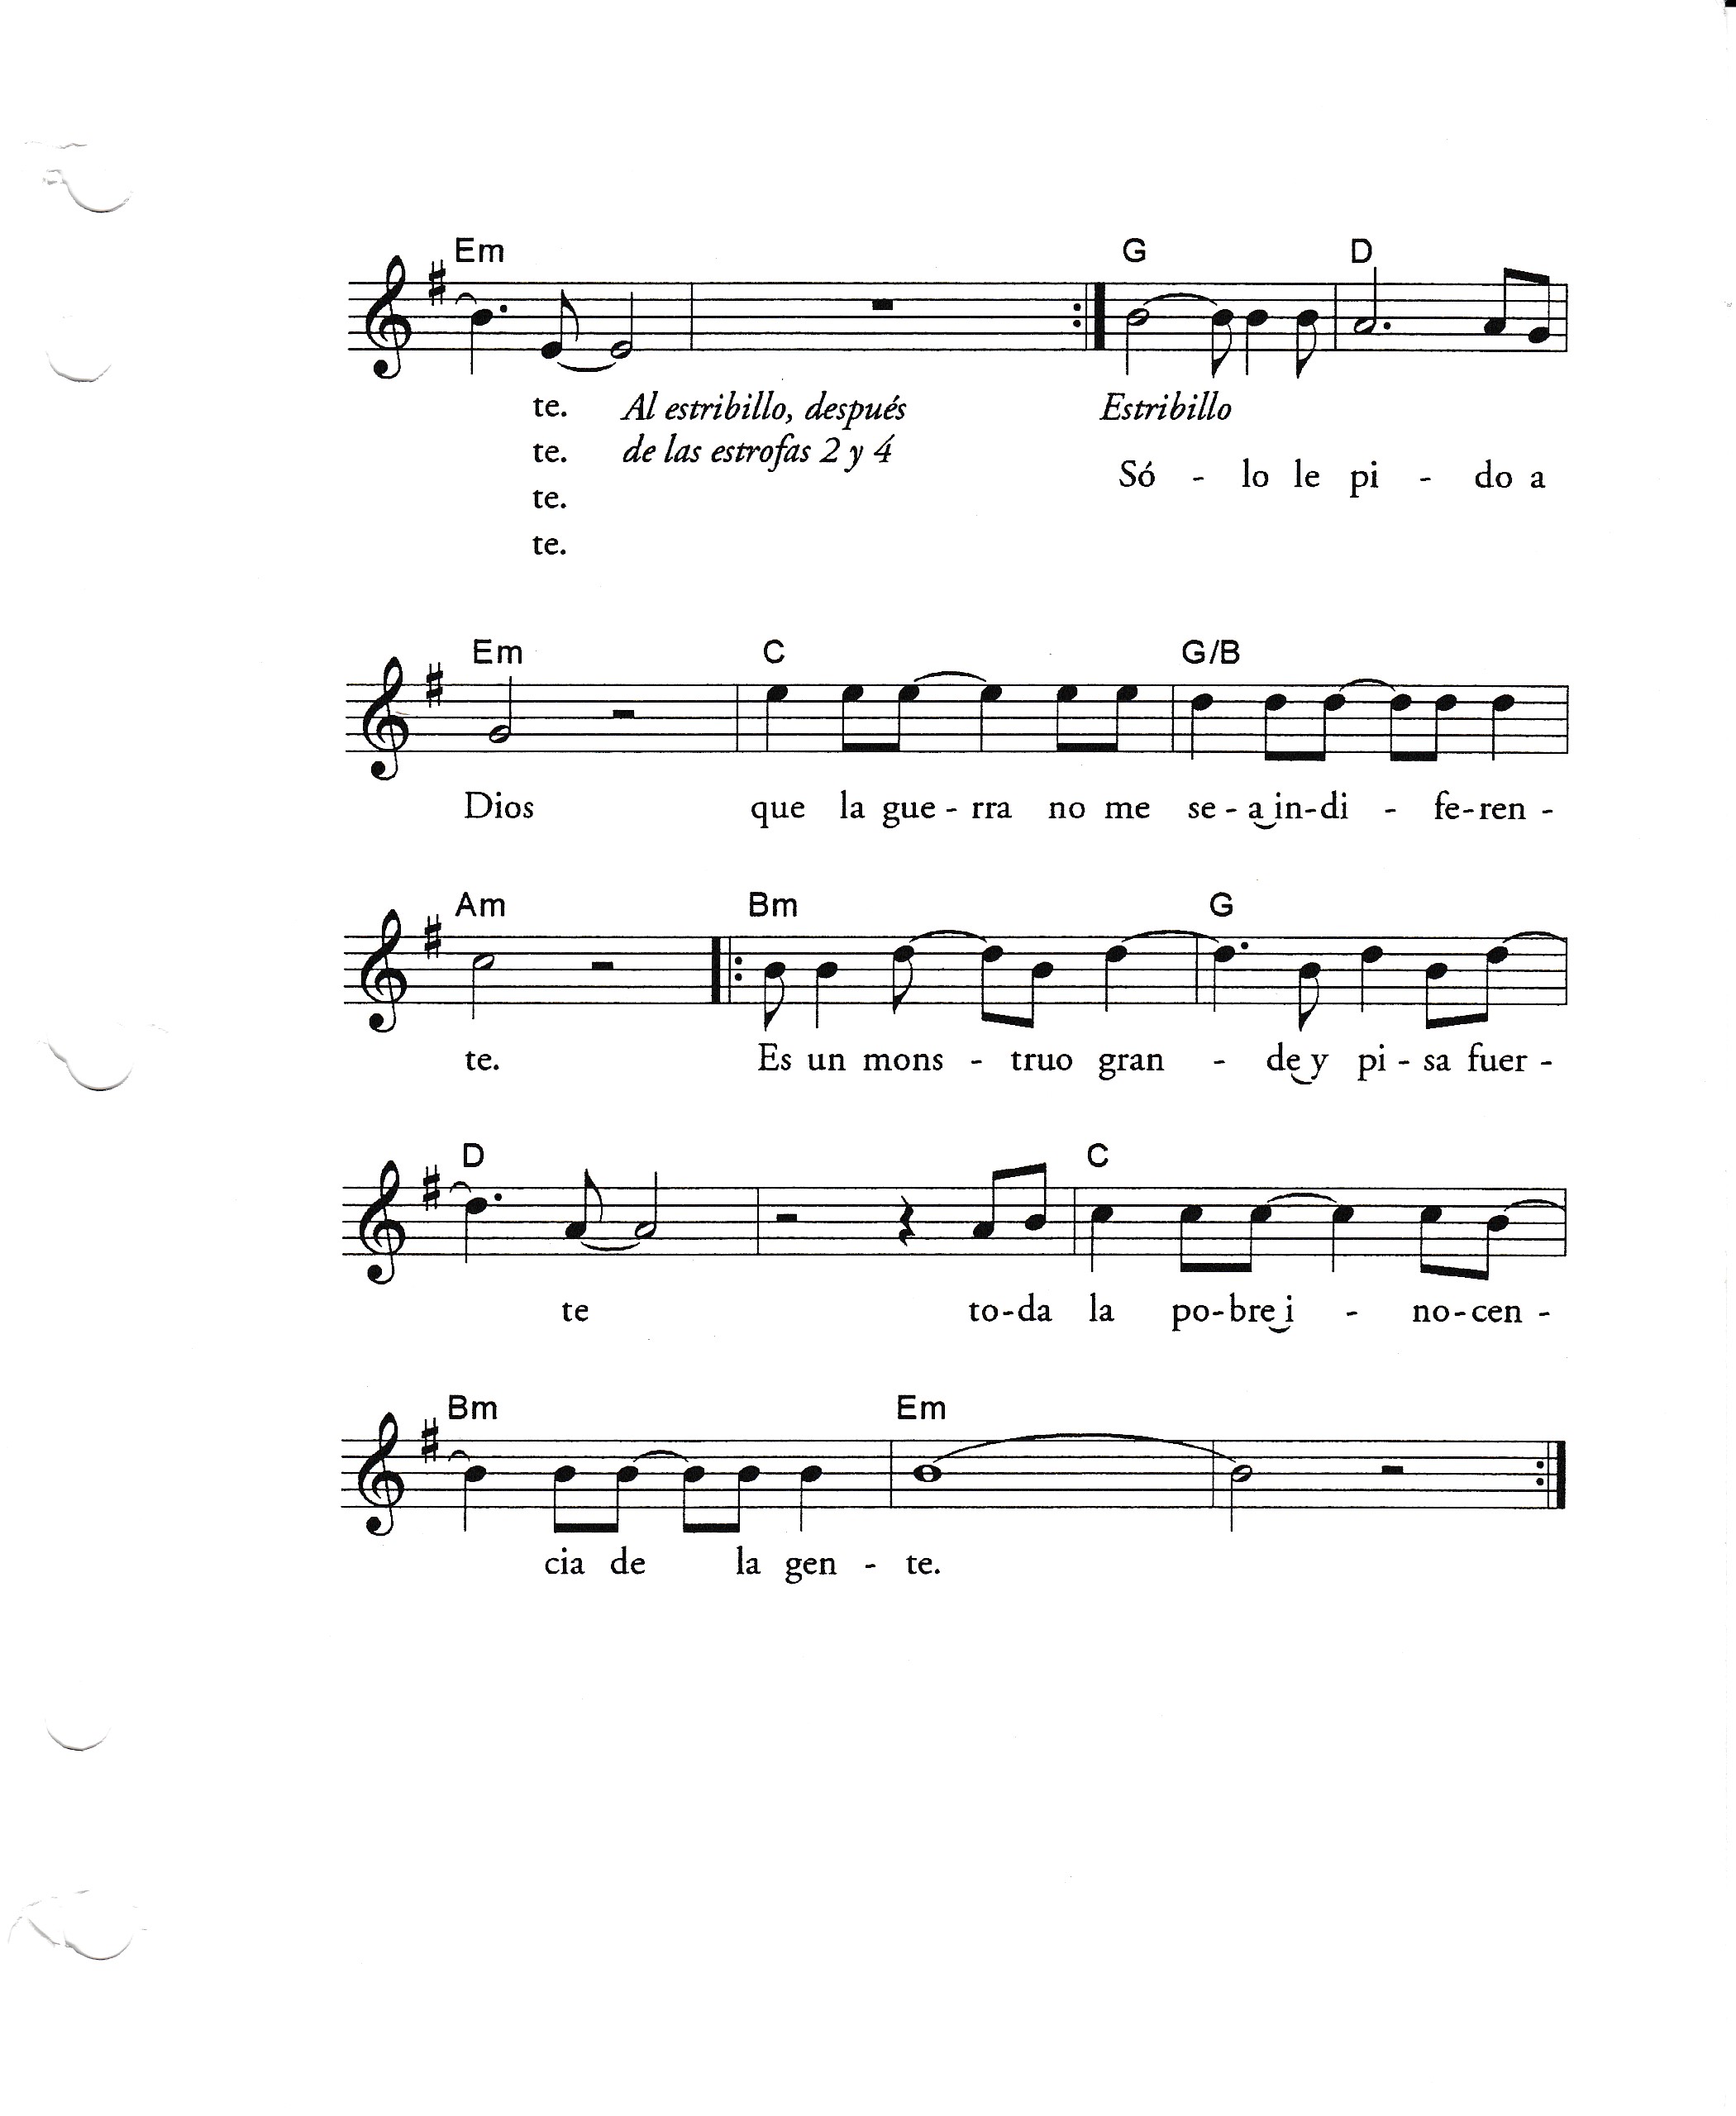 Em G D
te. Al estribillo, después Estribillo
te. de las estrofas 2 y 4
Só - lo le pi - do a
te.
te.
Em C G/B
Dios que la gue - rra no me se - a‿in-di - fe-ren -
Am Bm G
te. Es un mons - truo gran - de‿y pi - sa fuer -
D C
te to-da la po-bre‿i - no-cen -
Bm Em
cia de la gen - te.